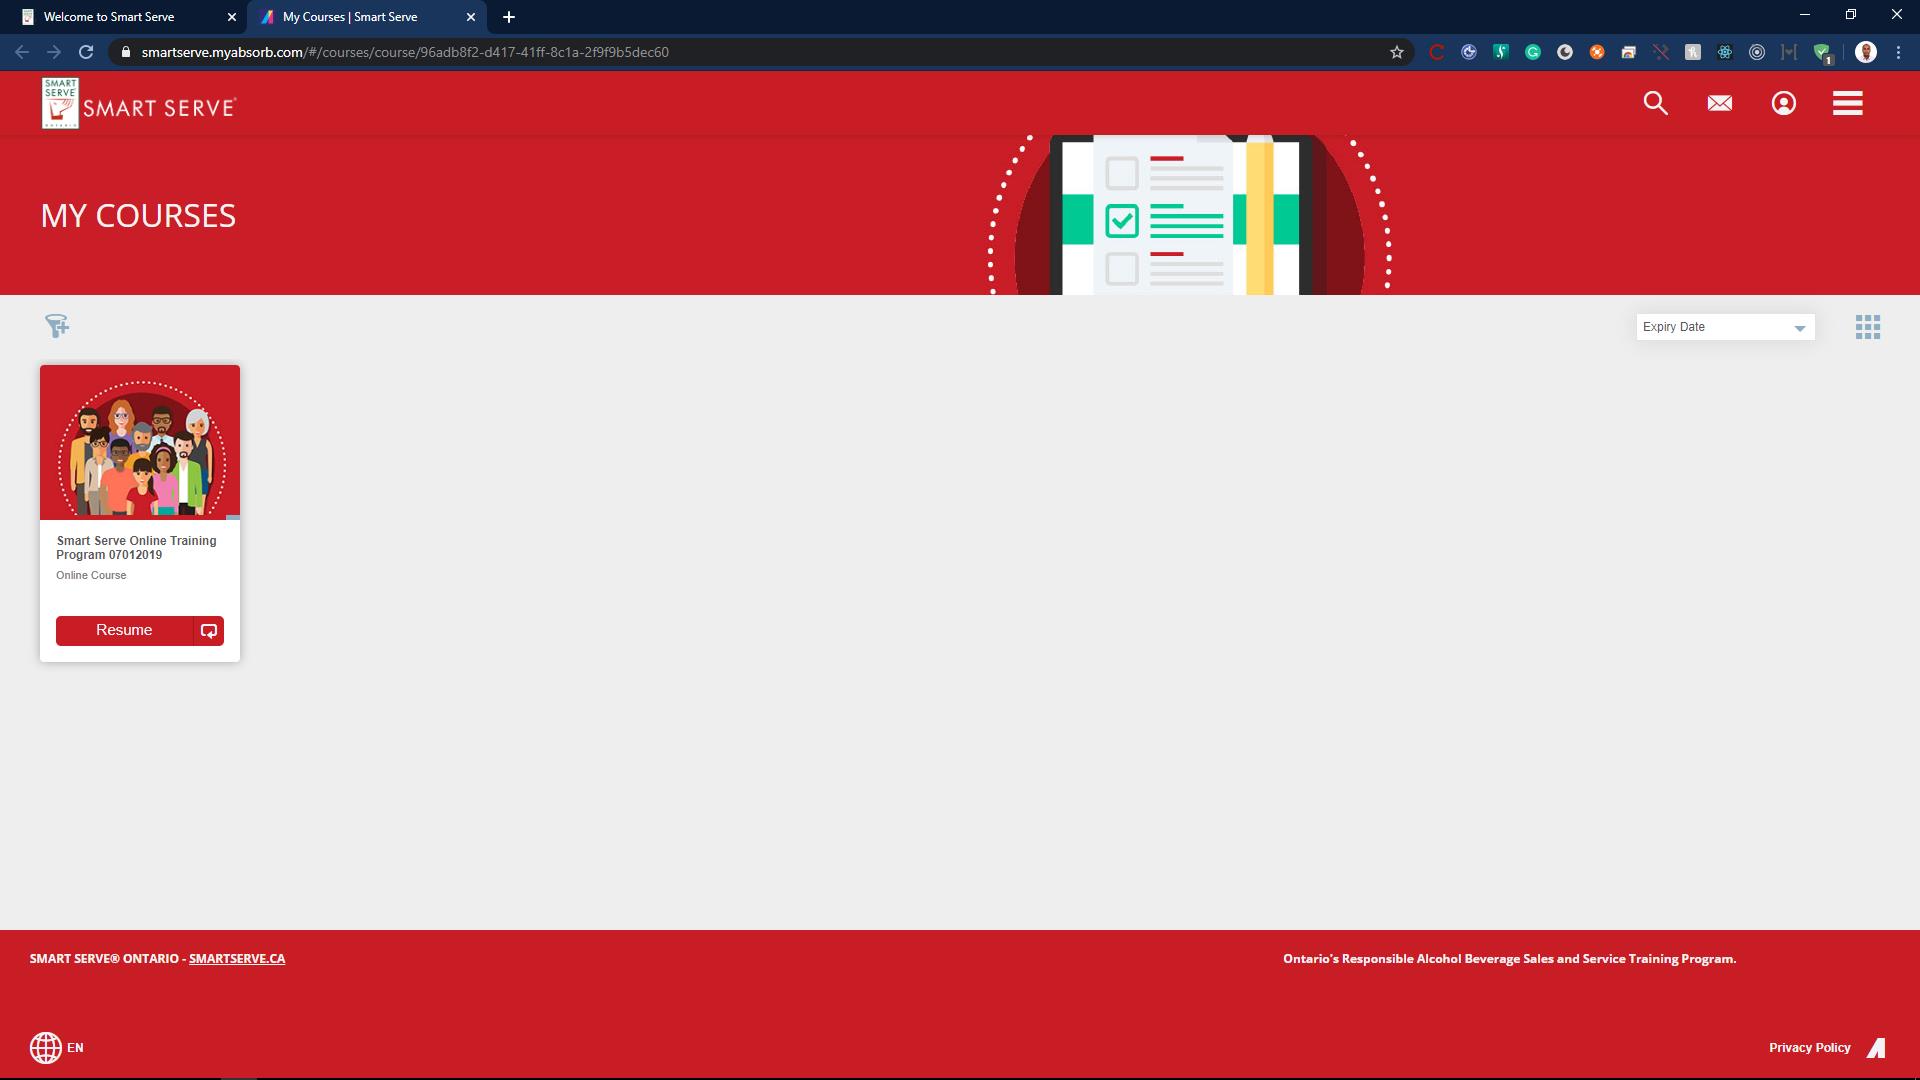 Welcome to Smart Serve
My Courses | Smart Serve
smartserve.myabsorb.com/#/courses/course/96adb8f2-d417-41ff-8c1a-2f9f9b5dec60
1
SMART SERVE
ONTARIO
SMART SERVE®
MY COURSES
Expiry Date
Smart Serve Online Training
Program 07012019
Online Course
Resume
SMART SERVE® ONTARIO - SMARTSERVE.CA
Ontario's Responsible Alcohol Beverage Sales and Service Training Program.
EN
Privacy Policy